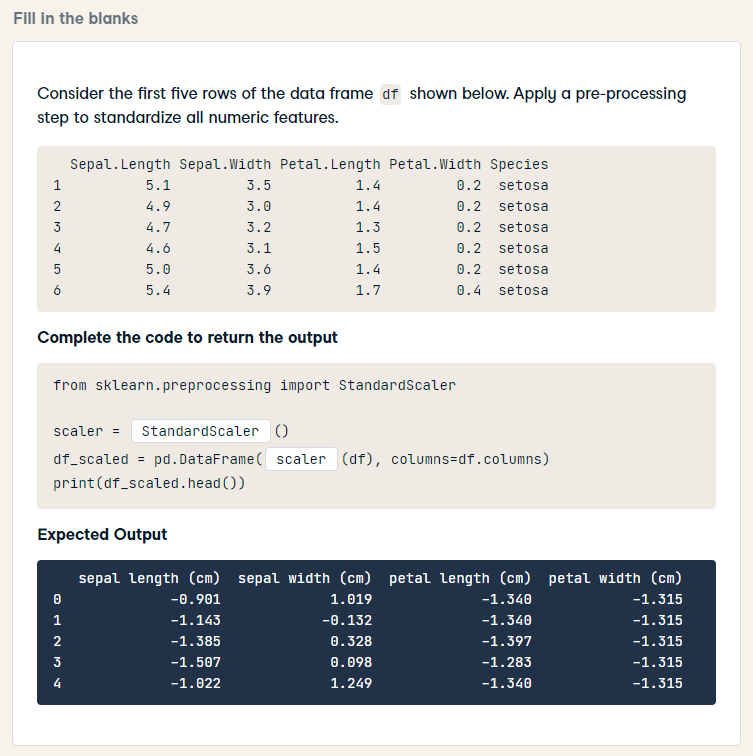 Fill in the blanks
Consider the first five rows of the data frame df shown below. Apply a pre-processing
step to standardize all numeric features.
Sepal.Length Sepal.Width Petal.Length Petal.Width Species
1 5.1 3.5 1.4 0.2 setosa
2 4.9 3.0 1.4 0.2 setosa
3 4.7 3.2 1.3 0.2 setosa
4 4.6 3.1 1.5 0.2 setosa
5 5.0 3.6 1.4 0.2 setosa
6 5.4 3.9 1.7 0.4 setosa
Complete the code to return the output
from sklearn.preprocessing import StandardScaler
scaler = StandardScaler ()
df_scaled = pd.DataFrame( scaler (df), columns=df.columns)
print(df_scaled.head())
Expected Output
sepal length (cm) sepal width (cm) petal length (cm) petal width (cm)
0 -0.901 1.019 -1.340 -1.315
1 -1.143 -0.132 -1.340 -1.315
2 -1.385 0.328 -1.397 -1.315
3 -1.507 0.098 -1.283 -1.315
4 -1.022 1.249 -1.340 -1.315